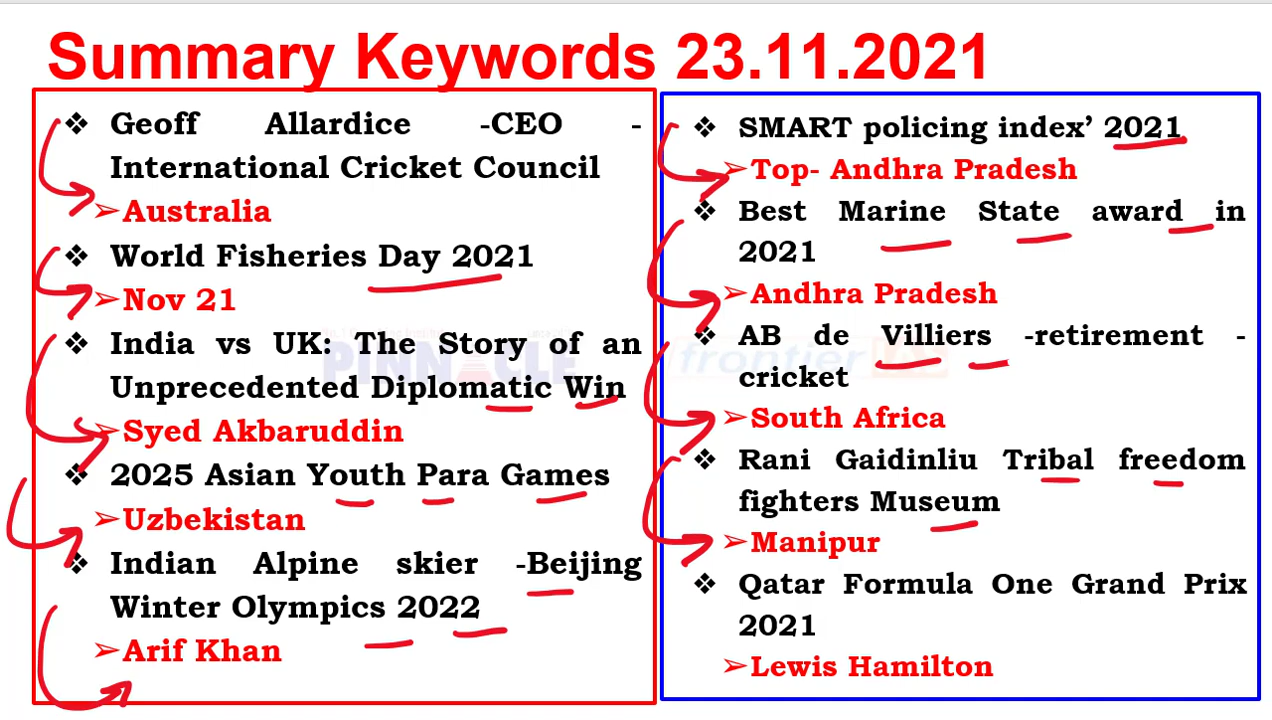 Summary Keywords 23.11.2021
❖ Geoff Allardice -CEO -
International Cricket Council
➢Australia
❖ World Fisheries Day 2021
➢Nov 21
❖ India vs UK: The Story of an
Unprecedented Diplomatic Win
➢Syed Akbaruddin
❖ 2025 Asian Youth Para Games
➢Uzbekistan
❖ Indian Alpine skier -Beijing
Winter Olympics 2022
➢Arif Khan
❖ SMART policing index’ 2021
➢Top- Andhra Pradesh
❖ Best Marine State award in
2021
➢Andhra Pradesh
❖ AB de Villiers -retirement -
cricket
➢South Africa
❖ Rani Gaidinliu Tribal freedom
fighters Museum
➢Manipur
❖ Qatar Formula One Grand Prix
2021
➢Lewis Hamilton
PINNACLE
frontier